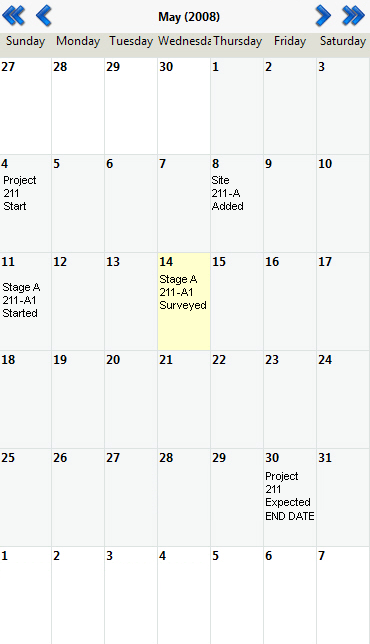 May (2008)
Sunday Monday Tuesday Wednesda Thursday Friday Saturday
27 28 29 30 1 2 3
4 5 6 7 8 9 10
Project Site
211 211-A
Start Added
11 12 13 14 15 16 17
Stage A Stage A
211-A1 211-A1
Started Surveyed
18 19 20 21 22 23 24
25 26 27 28 29 30 31
Project
211
Expected
END DATE
1 2 3 4 5 6 7